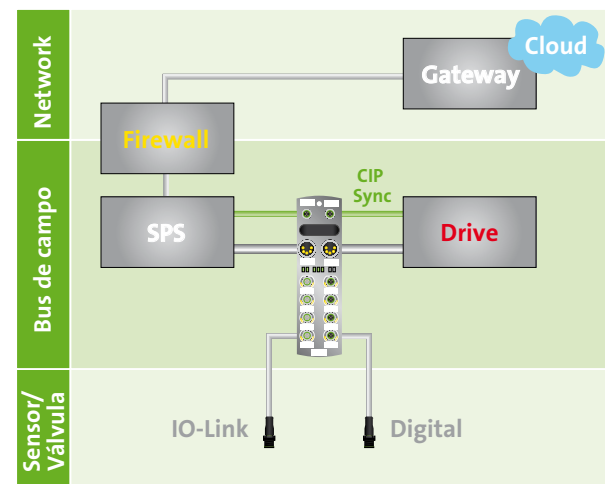 Network
Cloud
Gateway
Firewall
Bus de campo
CIP
Sync
SPS
Drive
Sensor/
Válvula
IO-Link
Digital